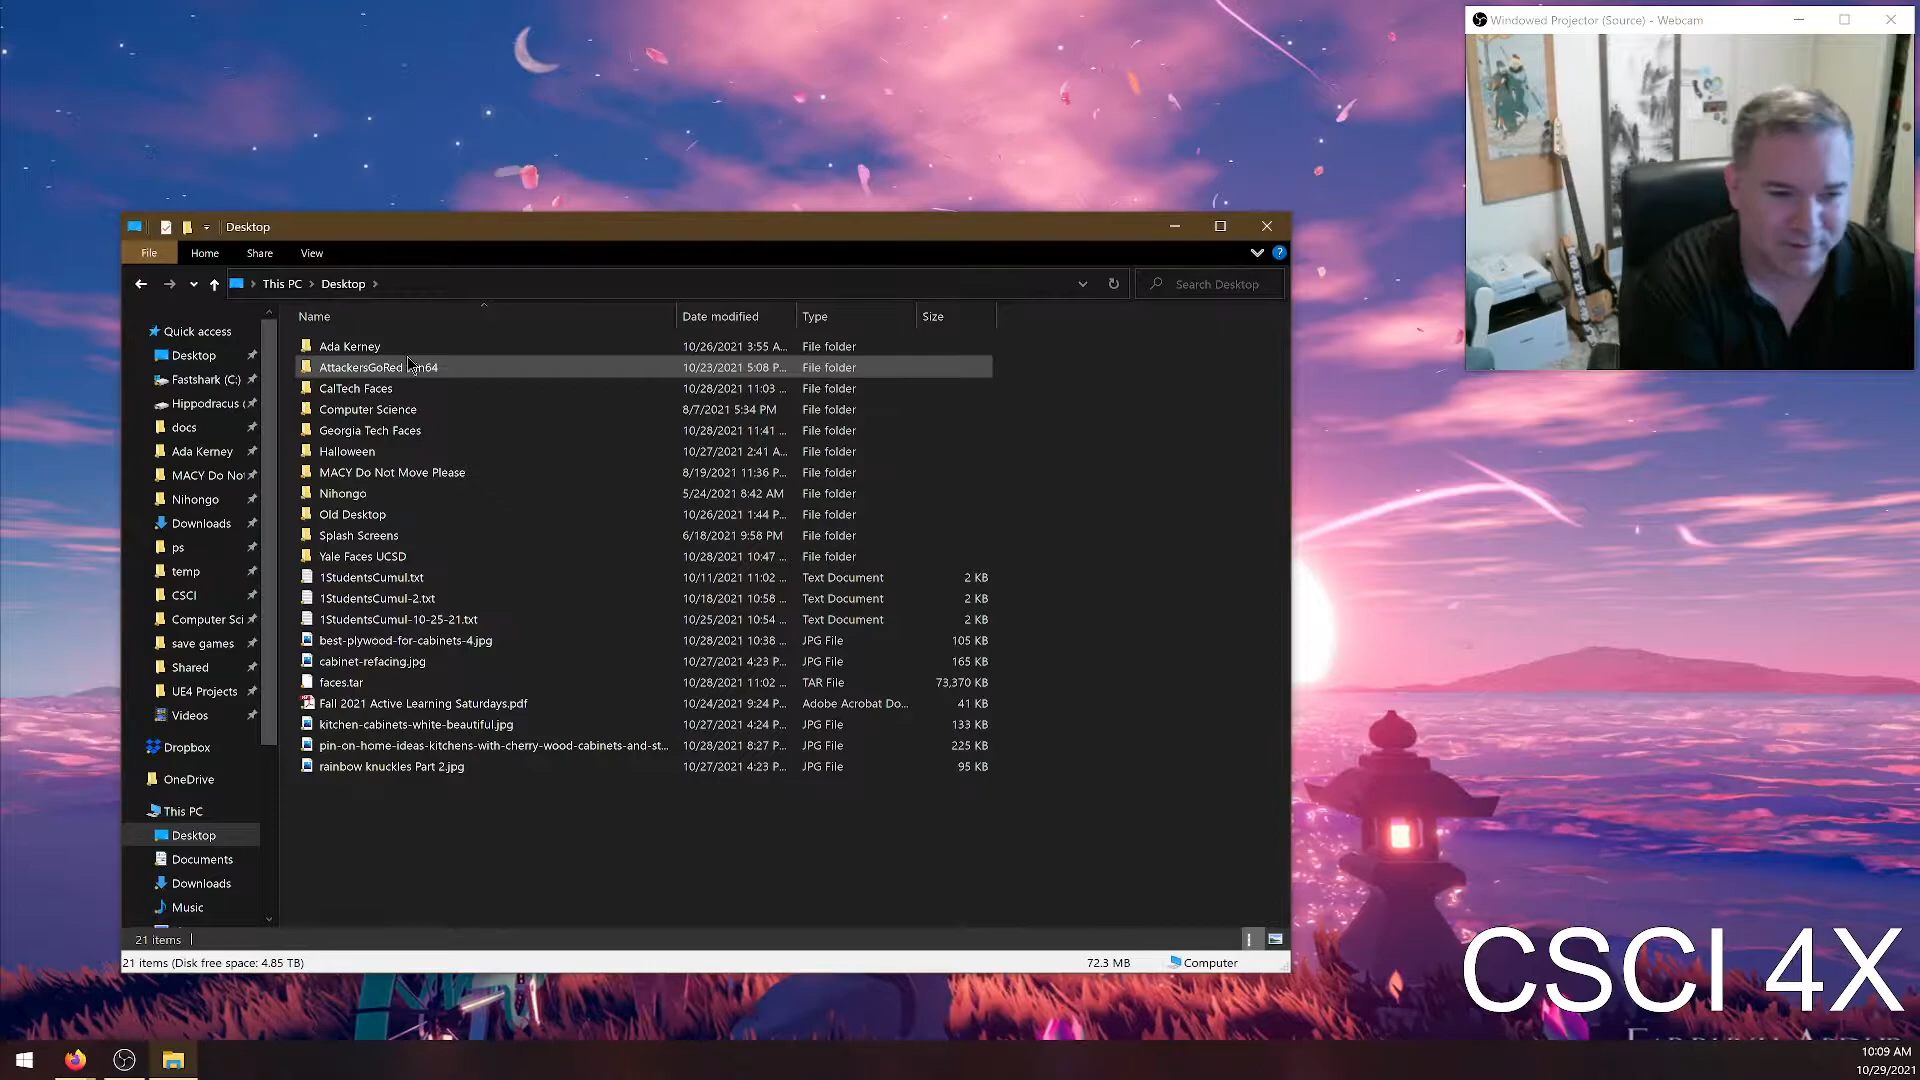 Windowed Projector (Source) - Webcam
Desktop
File Home Share View
This PC Desktop
Search Desktop
Name Date modified Type Size
Quick access
Desktop
Fastshark (C:)
Hippodracus (
docs
Ada Kerney
MACY Do No
Nihongo
Downloads
ps
temp
CSCI
Computer Sci
save games
Shared
UE4 Projects
Videos
Dropbox
OneDrive
This PC
Desktop
Documents
Downloads
Music
Ada Kerney 10/26/2021 3:55 A... File folder
AttackersGoRed 10/23/2021 5:08 P... File folder
CalTech Faces 10/28/2021 11:03 ... File folder
Computer Science 8/7/2021 5:34 PM File folder
Georgia Tech Faces 10/28/2021 11:41 ... File folder
Halloween 10/27/2021 2:41 A... File folder
MACY Do Not Move Please 8/19/2021 11:36 P... File folder
Nihongo 5/24/2021 8:42 AM File folder
Old Desktop 10/26/2021 1:44 P... File folder
Splash Screens 6/18/2021 9:58 PM File folder
Yale Faces UCSD 10/28/2021 10:47 ... File folder
1StudentsCumul.txt 10/11/2021 11:02 ... Text Document 2 KB
1StudentsCumul-2.txt 10/18/2021 10:58 ... Text Document 2 KB
1StudentsCumul-10-25-21.txt 10/25/2021 10:54 ... Text Document 2 KB
best-plywood-for-cabinets-4.jpg 10/28/2021 10:38 ... JPG File 105 KB
cabinet-refacing.jpg 10/27/2021 4:23 P... JPG File 165 KB
faces.tar 10/28/2021 11:02 ... TAR File 73,370 KB
Fall 2021 Active Learning Saturdays.pdf 10/24/2021 9:24 P... Adobe Acrobat Do... 41 KB
kitchen-cabinets-white-beautiful.jpg 10/27/2021 4:24 P... JPG File 133 KB
pin-on-home-ideas-kitchens-with-cherry-wood-cabinets-and-st... 10/28/2021 8:27 P... JPG File 225 KB
rainbow knuckles Part 2.jpg 10/27/2021 4:23 P... JPG File 95 KB
21 items
21 items (Disk free space: 4.85 TB) 72.3 MB Computer
CSCI 4X
10:09 AM
10/29/2021